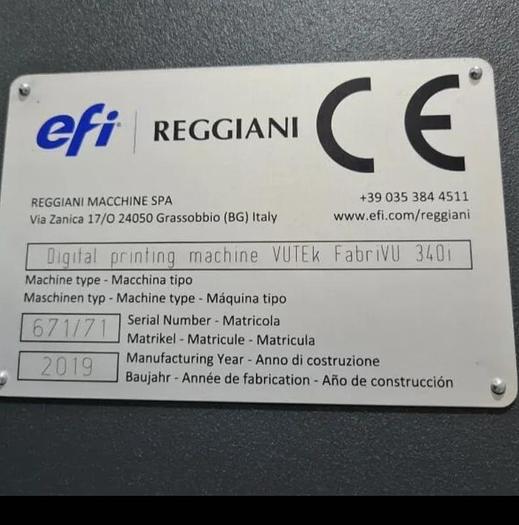 efi REGGIANI CE
REGGIANI MACCHINE SPA
Via Zanica 17/O 24050 Grassobbio (BG) Italy
+39 035 384 4511
www.efi.com/reggiani
Digital printing machine VUTEk FabriVU 340i
Machine type - Macchina tipo
Maschinen typ - Machine type - Máquina tipo
671/71
Serial Number - Matricola
Matrikel - Matricule - Matricula
2019
Manufacturing Year - Anno di costruzione
Baujahr - Année de fabrication - Año de construcción